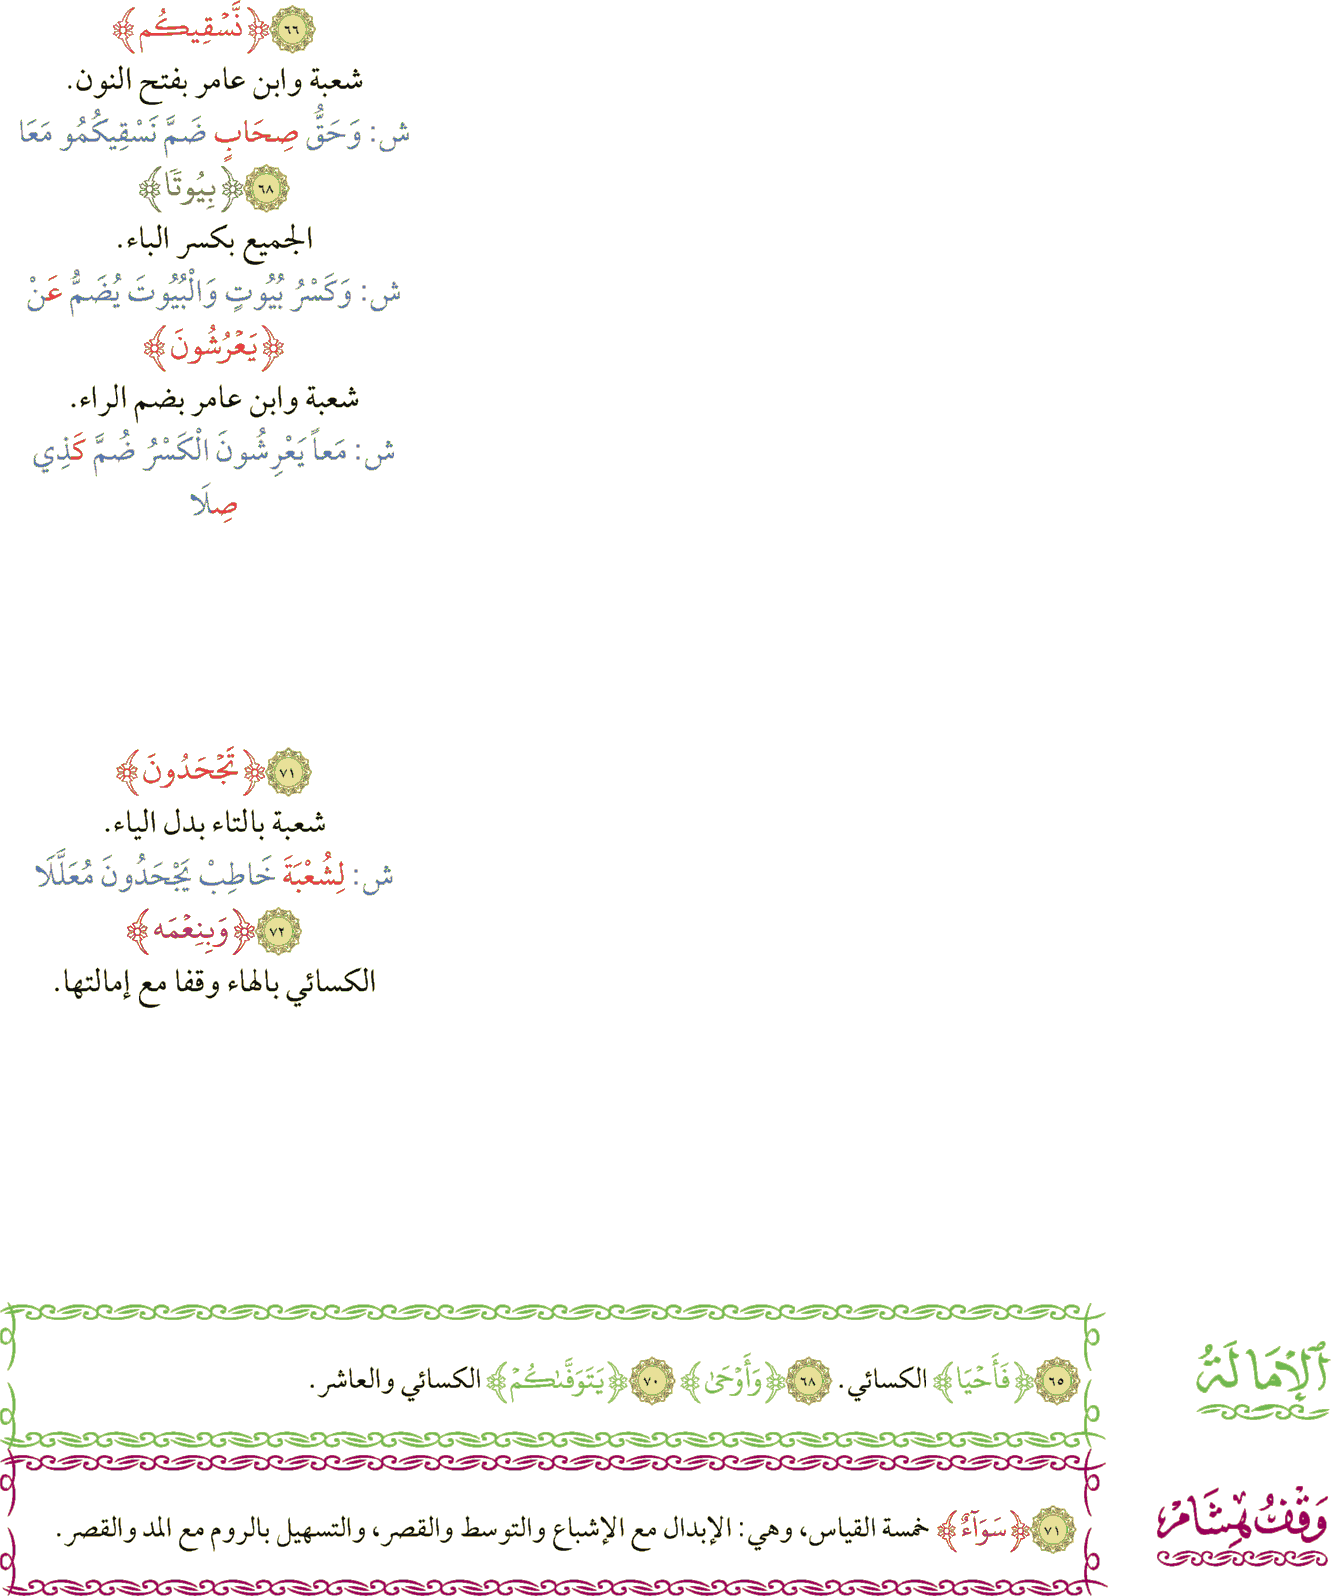 ٦٦ ﴿نَّسْقِيكُم﴾
شعبة وابن عامر بفتح النون.
ش: وَحَقُّ صِحَابٍ ضَمَّ نَسْقِيكُمُو مَعَا
٦٨ ﴿بِيُوتٗا﴾
الجميع بكسر الباء.
ش: وَكَسْرُ بُيُوتٍ وَالْبُيُوتَ يُضَمُّ عَنْ
﴿يَعْرُشُونَ﴾
شعبة وابن عامر بضم الراء.
ش: مَعاً يَعْرِشُونَ الْكَسْرُ ضُمَّ كَذِي
صِلَا
٧١ ﴿تَجْحَدُونَ﴾
شعبة بالتاء بدل الياء.
ش: لِشُعْبَةَ خَاطِبْ يَجْحَدُونَ مُعَلَّلَا
٧٢ ﴿وَبِنِعْمَه﴾
الكسائي بالهاء وقفا مع إمالتها.
ٱلْإِمَالَةُ
٦٥ ﴿فَأَحْيَا﴾ الكسائي. ٦٨ ﴿وَأَوْحَىٰ﴾ ٧٠ ﴿يَتَوَفَّىٰكُمْ﴾ الكسائي والعاشر.
وَقْفُ هِشَامْ
٧١ ﴿سَوَآءٌ﴾ خمسة القياس، وهي: الإبدال مع الإشباع والتوسط والقصر، والتسهيل بالروم مع المد والقصر.